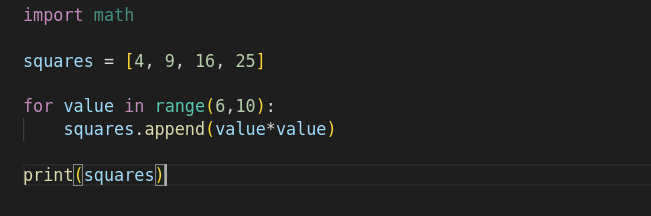 import math
squares = [4, 9, 16, 25]
for value in range(6,10):
    squares.append(value*value)
print(squares)